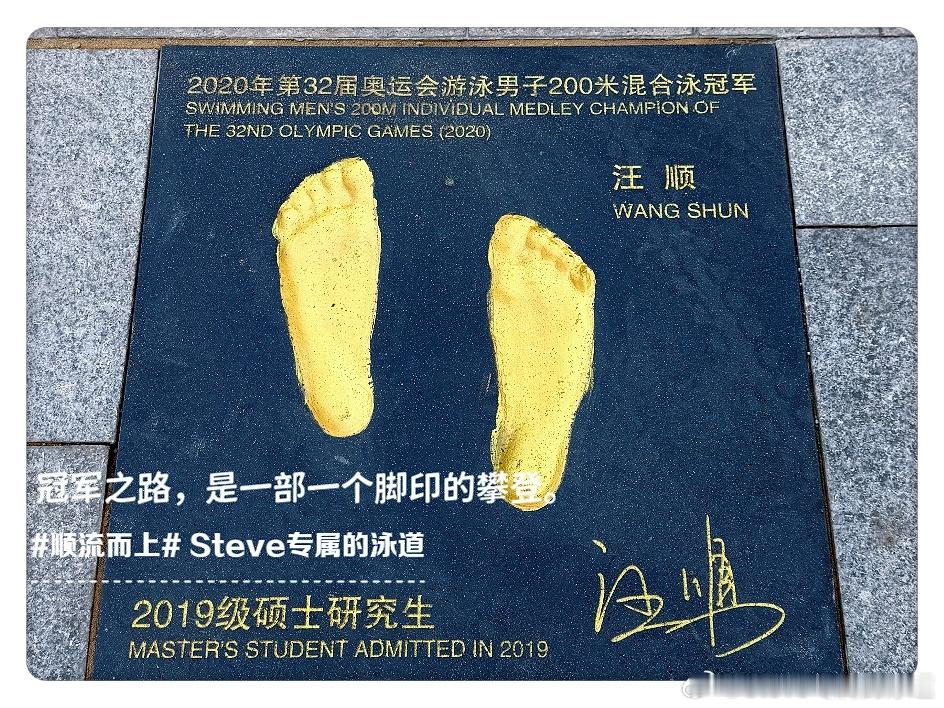 2020年第32届奥运会游泳男子200米混合泳冠军
SWIMMING MEN'S 200M INDIVIDUAL MEDLEY CHAMPION OF
THE 32ND OLYMPIC GAMES (2020)
汪 顺
WANG SHUN
冠军之路，是一部一个脚印的攀登。
#顺流而上# Steve专属的泳道
2019级硕士研究生
MASTER'S STUDENT ADMITTED IN 2019
汪顺